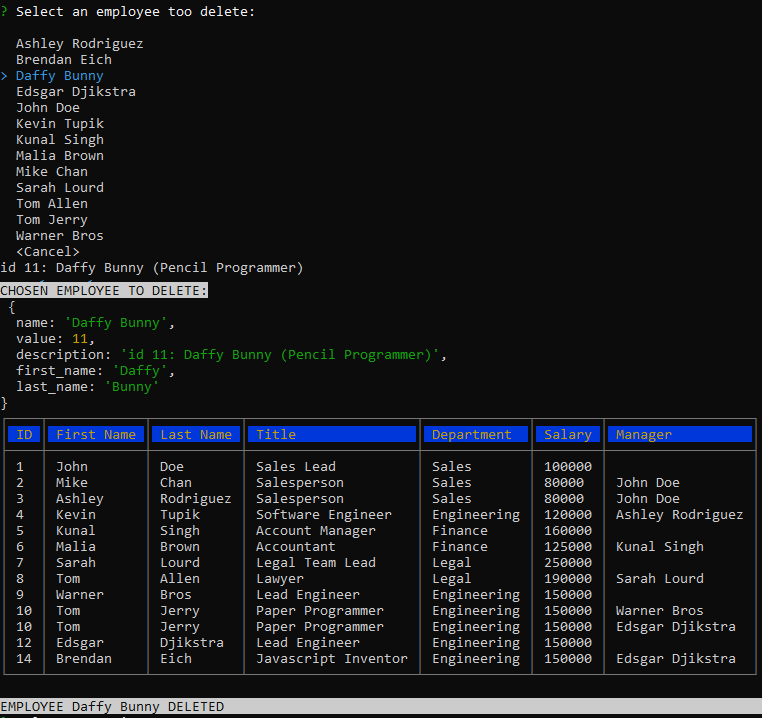 ? Select an employee too delete:
Ashley Rodriguez
Brendan Eich
> Daffy Bunny
Edsgar Djikstra
John Doe
Kevin Tupik
Kunal Singh
Malia Brown
Mike Chan
Sarah Lourd
Tom Allen
Tom Jerry
Warner Bros
<Cancel>
id 11: Daffy Bunny (Pencil Programmer)
CHOSEN EMPLOYEE TO DELETE:
{
name: 'Daffy Bunny',
value: 11,
description: 'id 11: Daffy Bunny (Pencil Programmer)',
first_name: 'Daffy',
last_name: 'Bunny'
}
ID First Name Last Name Title Department Salary Manager
1 John Doe Sales Lead Sales 100000
2 Mike Chan Salesperson Sales 80000 John Doe
3 Ashley Rodriguez Salesperson Sales 80000 John Doe
4 Kevin Tupik Software Engineer Engineering 120000 Ashley Rodriguez
5 Kunal Singh Account Manager Finance 160000
6 Malia Brown Accountant Finance 125000 Kunal Singh
7 Sarah Lourd Legal Team Lead Legal 250000
8 Tom Allen Lawyer Legal 190000 Sarah Lourd
9 Warner Bros Lead Engineer Engineering 150000
10 Tom Jerry Paper Programmer Engineering 150000 Warner Bros
10 Tom Jerry Paper Programmer Engineering 150000 Edsgar Djikstra
12 Edsgar Djikstra Lead Engineer Engineering 150000
14 Brendan Eich Javascript Inventor Engineering 150000 Edsgar Djikstra
EMPLOYEE Daffy Bunny DELETED